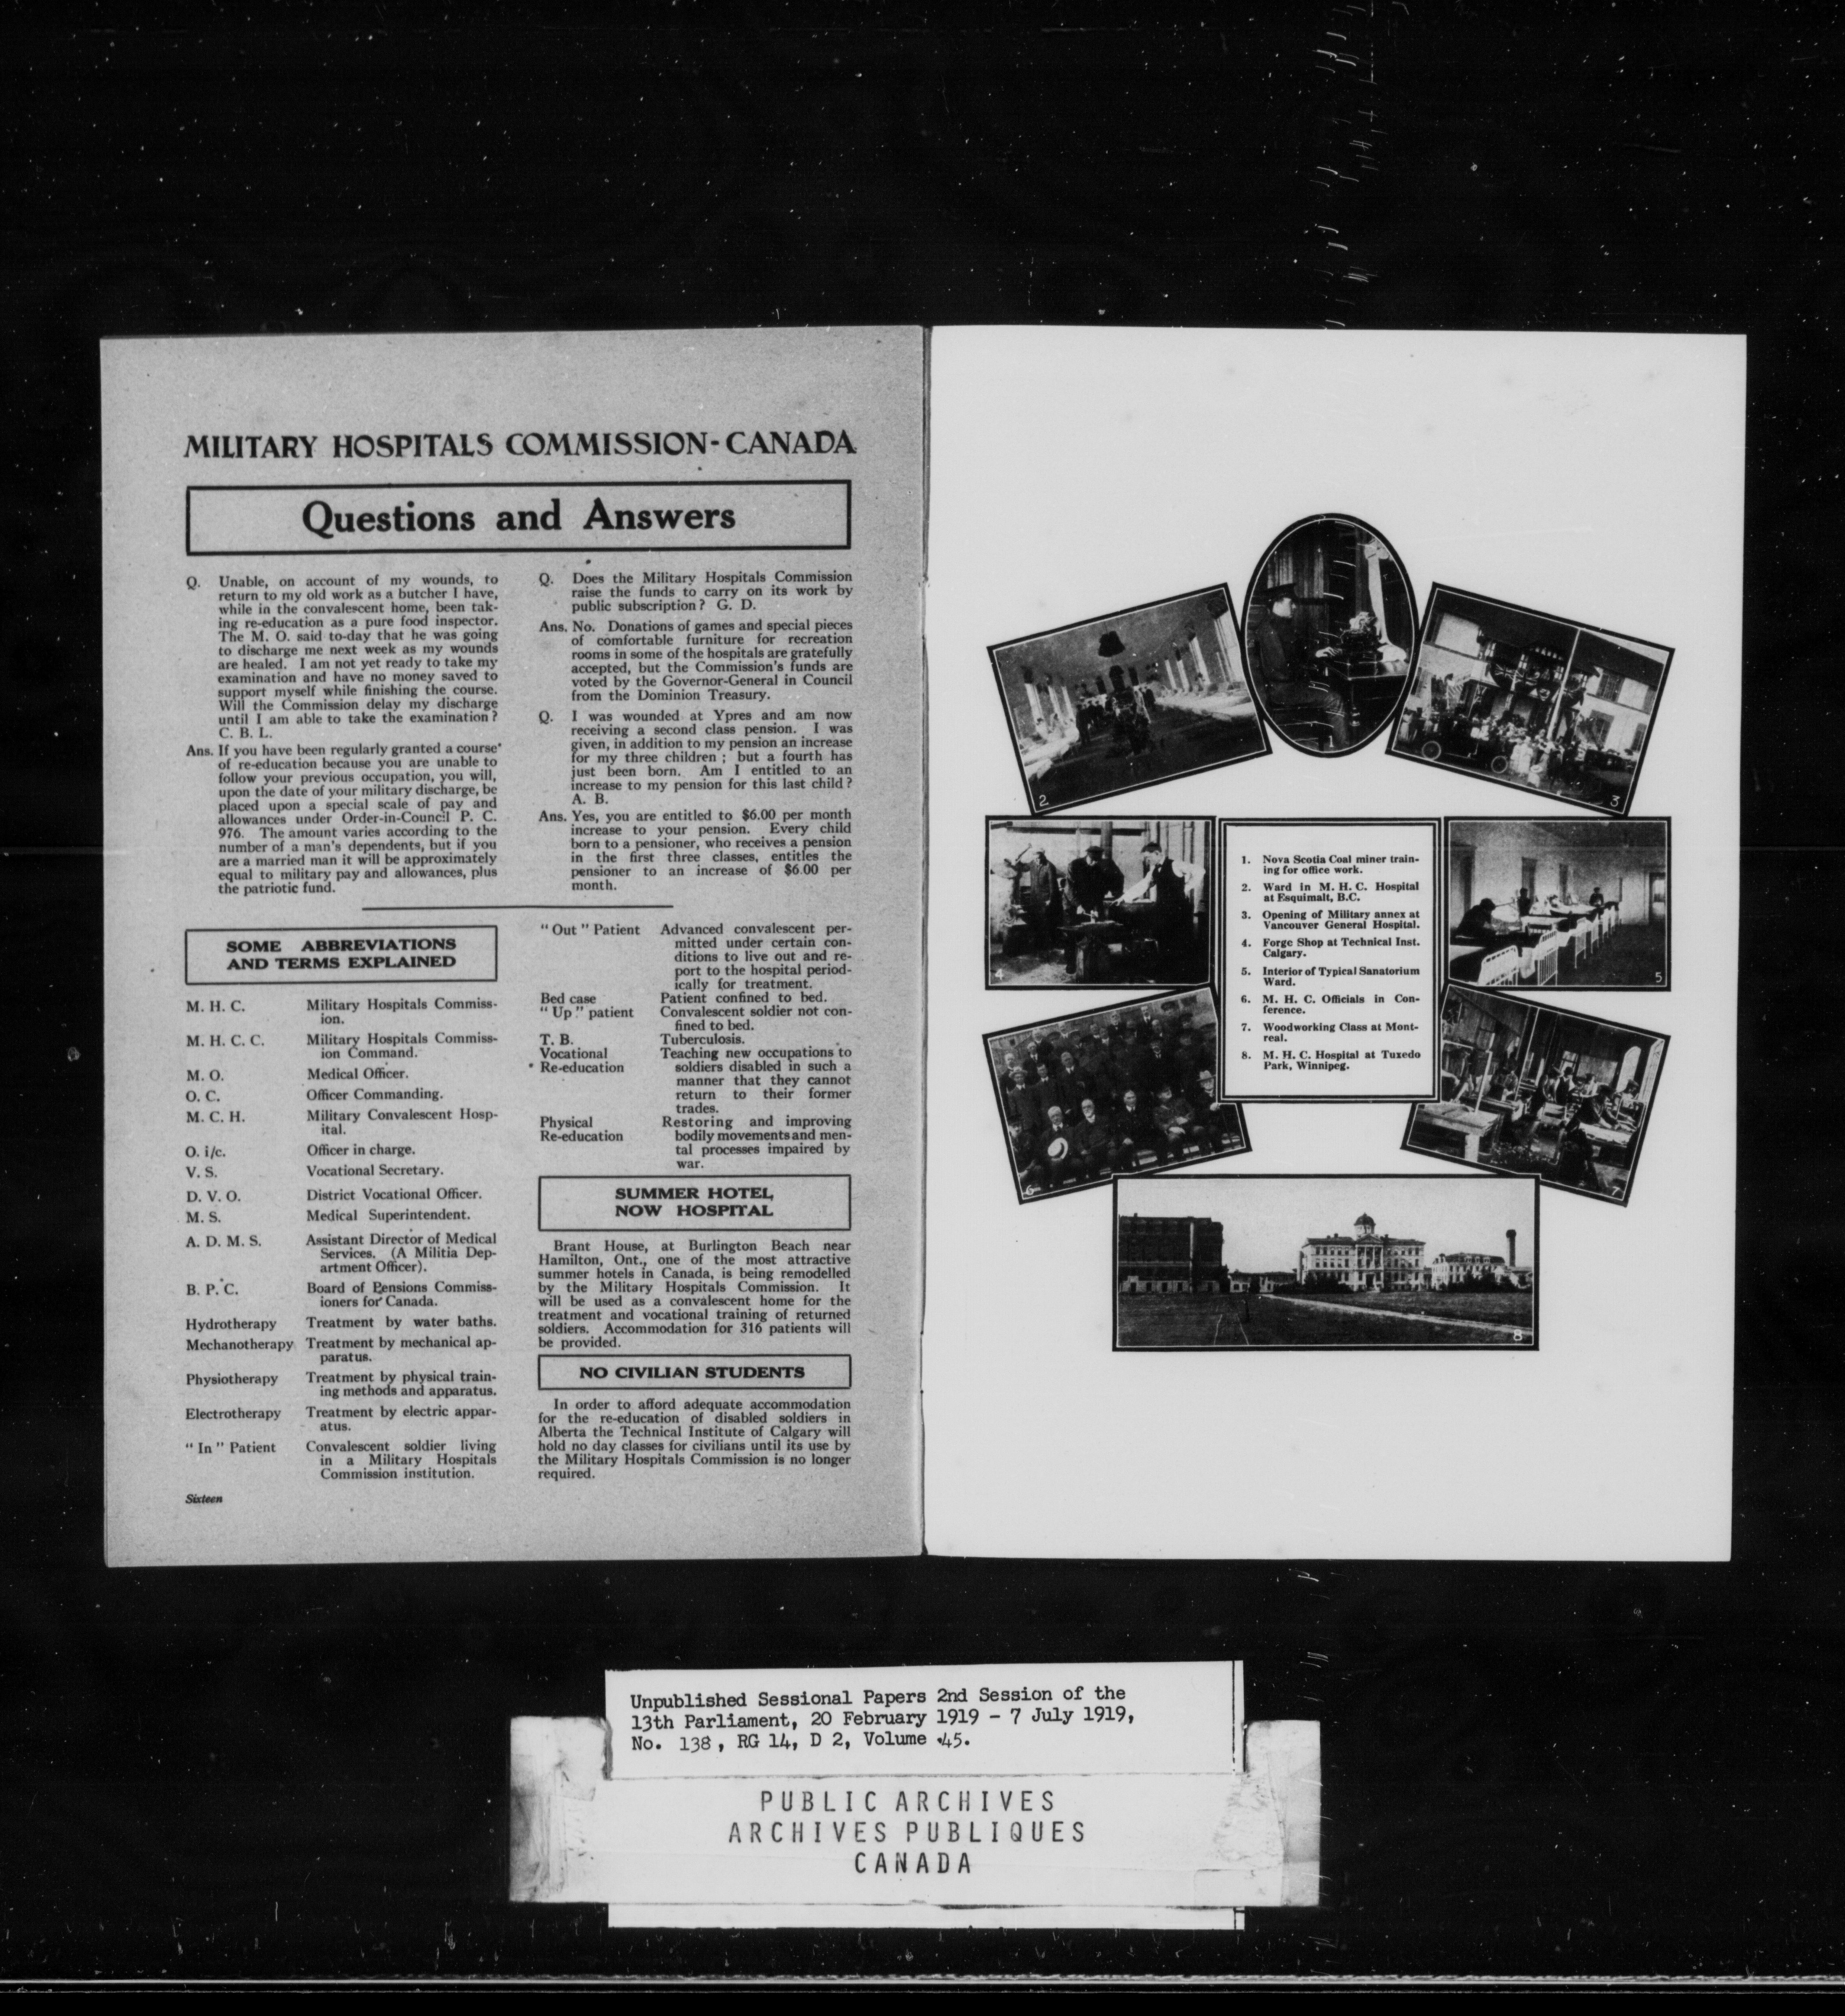 MILITARY HOSPITALS COMMISSION-CANADA
Questions and Answers
Q. Unable, on account of my wounds, to
return to my old work as a butcher I have,
while in the convalescent home, been tak-
ing re-education as a pure food inspector.
The M. O. said to-day that he was going
to discharge me next week as my wounds
are healed. I am not yet ready to take my
examination and have no money saved to
support myself while finishing the course.
Will the Commission delay my discharge
until I am able to take the examination?
C. B. L.
Ans. If you have been regularly granted a course
of re-education because you are unable to
follow your previous occupation, you will,
upon the date of your military discharge, be
placed upon a special scale of pay and
allowances under Order-in-Council P. C.
976. The amount varies according to the
number of a man's dependents, but if you
are a married man it will be approximately
equal to military pay and allowances, plus
the patriotic fund.
Q. Does the Military Hospitals Commission
raise the funds to carry on its work by
public subscription? G. D.
Ans. No. Donations of games and special pieces
of comfortable furniture for recreation
rooms in some of the hospitals are gratefully
accepted, but the Commission's funds are
voted by the Governor-General in Council
from the Dominion Treasury.
Q. I was wounded at Ypres and am now
receiving a second class pension. I was
given, in addition to my pension an increase
for my three children; but a fourth has
just been born. Am I entitled to an
increase to my pension for this last child?
A. B.
Ans. Yes, you are entitled to $6.00 per month
increase to your pension. Every child
born to a pensioner, who receives a pension
in the first three classes, entitles the
pensioner to an increase of $6.00 per
month.
SOME ABBREVIATIONS
AND TERMS EXPLAINED
M. H. C. Military Hospitals Commiss-
ion.
M. H. C. C. Military Hospitals Commiss-
ion Command.
M. O. Medical Officer.
O. C. Officer Commanding.
M. C. H. Military Convalescent Hosp-
ital.
O. i/c. Officer in charge.
V. S. Vocational Secretary.
D. V. O. District Vocational Officer.
M. S. Medical Superintendent.
A. D. M. S. Assistant Director of Medical
Services. (A Militia Dep-
artment Officer).
B. P. C. Board of Pensions Commiss-
ioners for Canada.
Hydrotherapy Treatment by water baths.
Mechanotherapy Treatment by mechanical ap-
paratus.
Physiotherapy Treatment by physical train-
ing methods and apparatus.
Electrotherapy Treatment by electric appar-
atus.
"In" Patient Convalescent soldier living
in a Military Hospitals
Commission institution.
Sixteen
"Out" Patient Advanced convalescent per-
mitted under certain con-
ditions to live out and re-
port to the hospital period-
ically for treatment.
Bed case Patient confined to bed.
"Up" patient Convalescent soldier not con-
fined to bed.
T. B. Tuberculosis.
Vocational Teaching new occupations to
Re-education soldiers disabled in such a
manner that they cannot
return to their former
trades.
Physical Restoring and improving
Re-education bodily movements and men-
tal processes impaired by
war.
SUMMER HOTEL,
NOW HOSPITAL
Brant House, at Burlington Beach near
Hamilton, Ont., one of the most attractive
summer hotels in Canada, is being remodelled
by the Military Hospitals Commission. It
will be used as a convalescent home for the
treatment and vocational training of returned
soldiers. Accommodation for 316 patients will
be provided.
NO CIVILIAN STUDENTS
In order to afford adequate accommodation
for the re-education of disabled soldiers in
Alberta the Technical Institute of Calgary will
hold no day classes for civilians until its use by
the Military Hospitals Commission is no longer
required.
1
2
3
4
5
6
7
8
1. Nova Scotia Coal miner train-
ing for office work.
2. Ward in M. H. C. Hospital
at Esquimalt, B.C.
3. Opening of Military annex at
Vancouver General Hospital.
4. Forge Shop at Technical Inst.
Calgary.
5. Interior of Typical Sanatorium
Ward.
6. M. H. C. Officials in Con-
ference.
7. Woodworking Class at Mont-
real.
8. M. H. C. Hospital at Tuxedo
Park, Winnipeg.
Unpublished Sessional Papers 2nd Session of the
13th Parliament, 20 February 1919 - 7 July 1919,
No. 138, RG 14, D 2, Volume 45.
PUBLIC ARCHIVES
ARCHIVES PUBLIQUES
CANADA